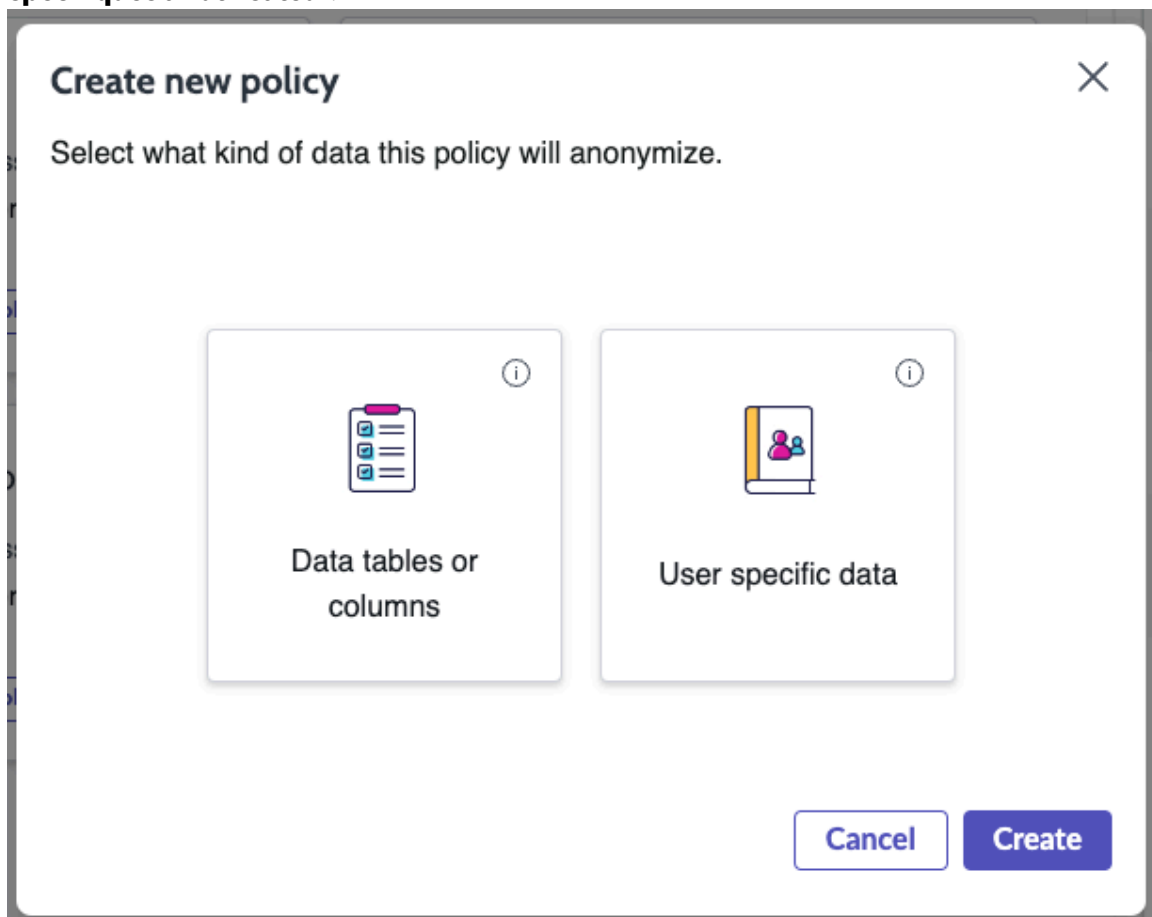 Create new policy
Select what kind of data this policy will anonymize.
Data tables or
columns
User specific data
Cancel
Create